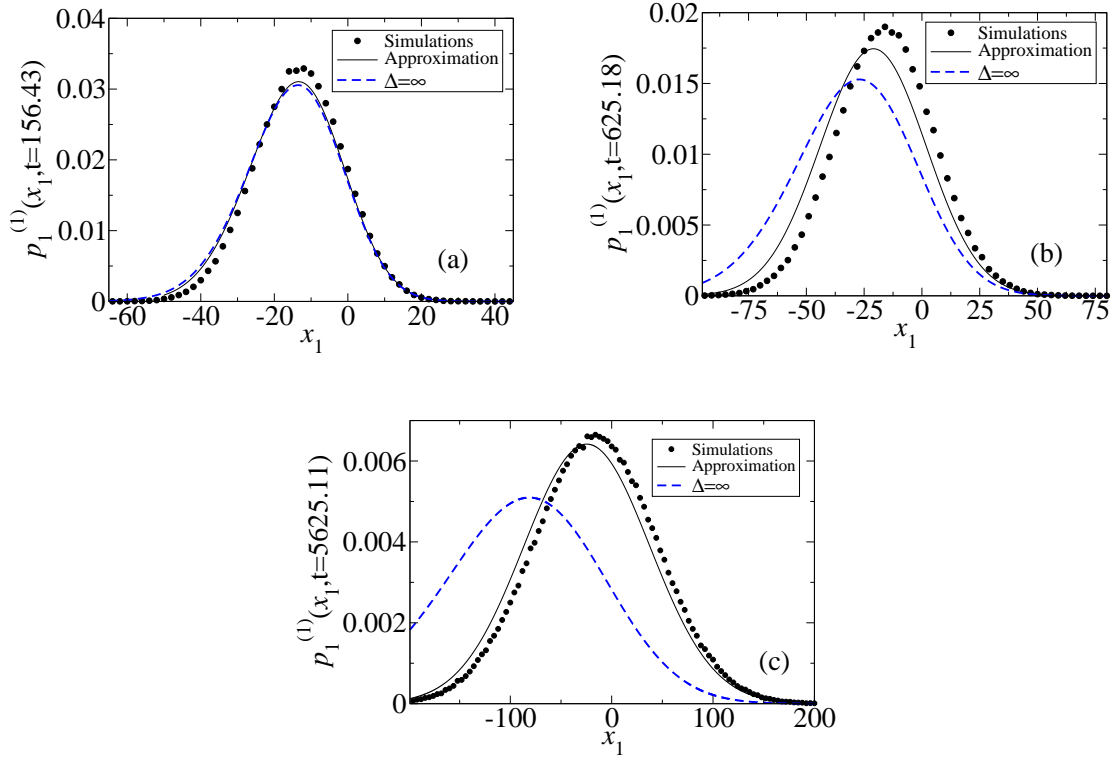 0.04
0.03
0.02
0.01
0
p₁⁽¹⁾(x₁,t=156.43)
Simulations
Approximation
Δ=∞
(a)
-60 -40 -20 0 20 40
x₁
0.02
0.015
0.01
0.005
0
p₁⁽¹⁾(x₁,t=625.18)
Simulations
Approximation
Δ=∞
(b)
-75 -50 -25 0 25 50 75
x₁
0.006
0.004
0.002
0
p₁⁽¹⁾(x₁,t=5625.11)
Simulations
Approximation
Δ=∞
(c)
-100 0 100 200
x₁